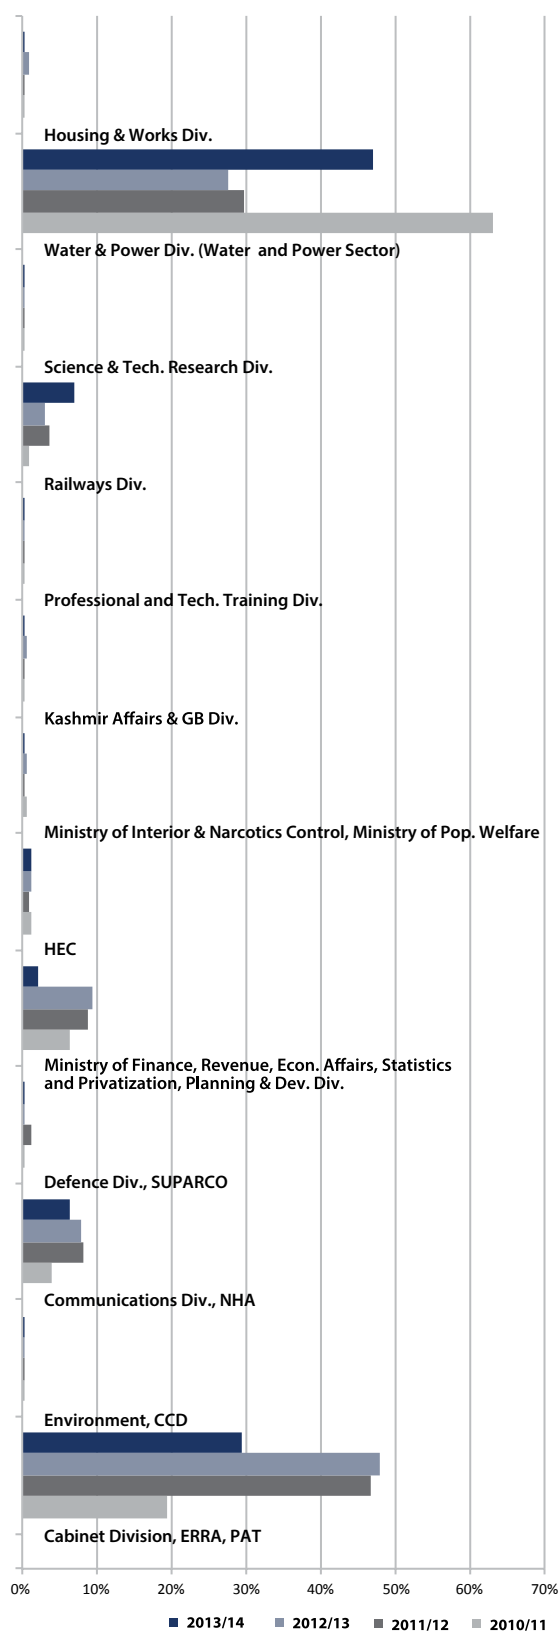 Housing & Works Div.
Water & Power Div. (Water and Power Sector)
Science & Tech. Research Div.
Railways Div.
Professional and Tech. Training Div.
Kashmir Affairs & GB Div.
Ministry of Interior & Narcotics Control, Ministry of Pop. Welfare
HEC
Ministry of Finance, Revenue, Econ. Affairs, Statistics
and Privatization, Planning & Dev. Div.
Defence Div., SUPARCO
Communications Div., NHA
Environment, CCD
Cabinet Division, ERRA, PAT
0% 10% 20% 30% 40% 50% 60% 70%
2013/14 2012/13 2011/12 2010/11